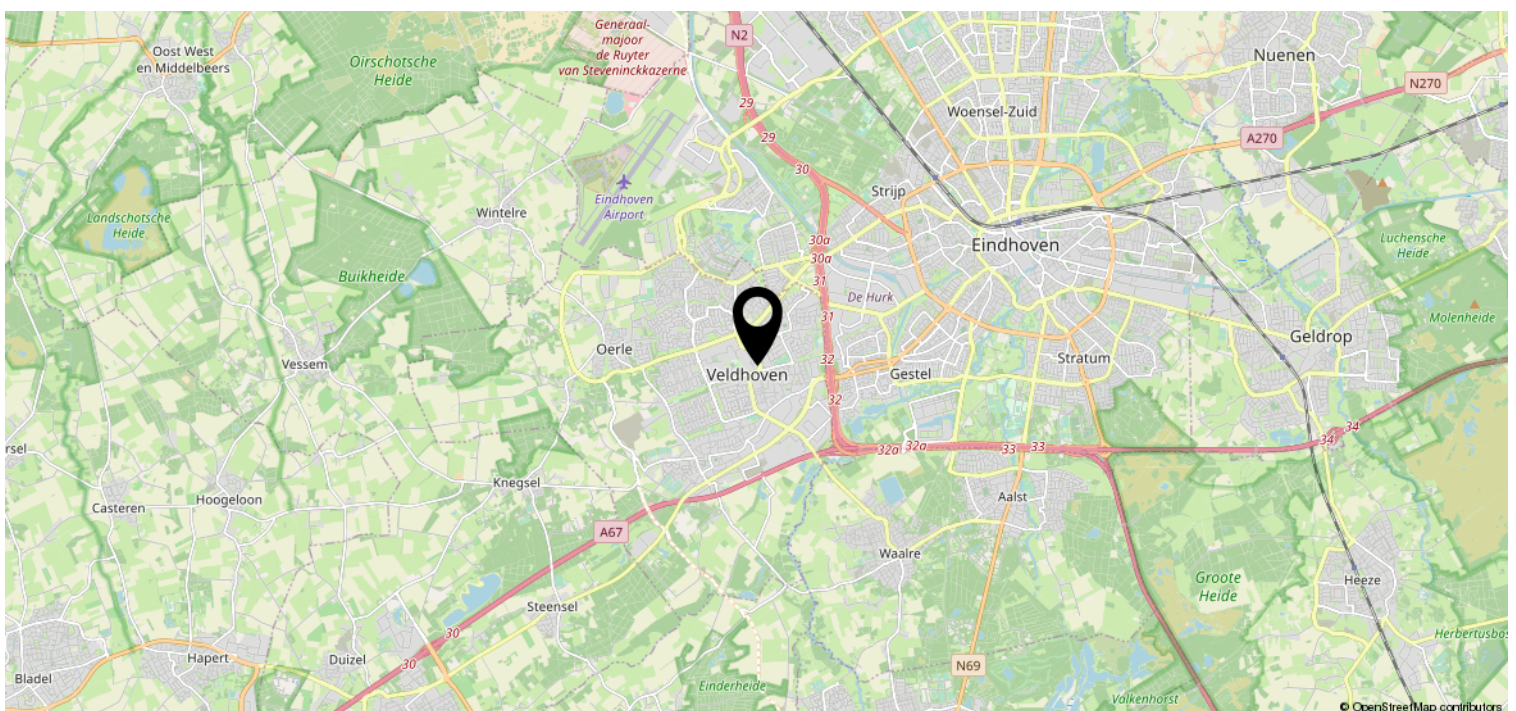 Generaal-
majoor
de Ruyter
van Steveninckkazerne
N2
Oost West
en Middelbeers
Oirschotsche
Heide
Nuenen
N270
29
Woensel-Zuid
29
A270
30
Strijp
Eindhoven
Airport
Wintelre
Landschotsche
Heide
30a
Eindhoven
Luchensche
Heide
30a
Buikheide
31
De Hurk
31
Molenheide
Geldrop
Oerle
Vessem
32
Stratum
Veldhoven
Gestel
32
34
34
rsel
32a
32a
33
33
Knegsel
Casteren
Hoogeloon
Aalst
A67
Waalre
Groote
Heide
Heeze
Steensel
30
Herbertusbos
Hapert
Duizel
30
N69
Bladel
Einderheide
Valkenhorst
© OpenStreetMap contributors